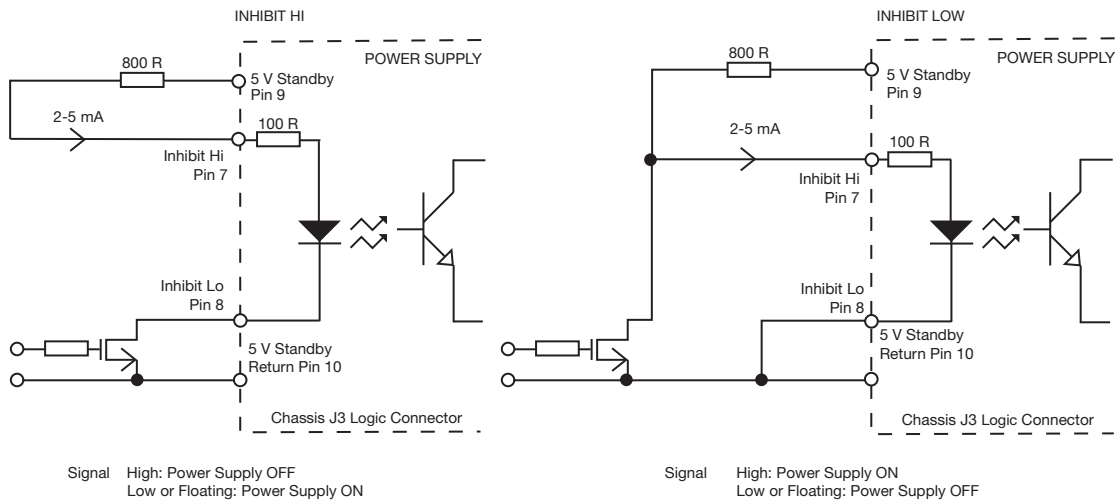 INHIBIT HI
POWER SUPPLY
800 R
5 V Standby
Pin 9
2-5 mA
100 R
Inhibit Hi
Pin 7
Inhibit Lo
Pin 8
5 V Standby
Return Pin 10
Chassis J3 Logic Connector
Signal High: Power Supply OFF
Low or Floating: Power Supply ON
INHIBIT LOW
POWER SUPPLY
800 R
5 V Standby
Pin 9
2-5 mA
100 R
Inhibit Hi
Pin 7
Inhibit Lo
Pin 8
5 V Standby
Return Pin 10
Chassis J3 Logic Connector
Signal High: Power Supply ON
Low or Floating: Power Supply OFF